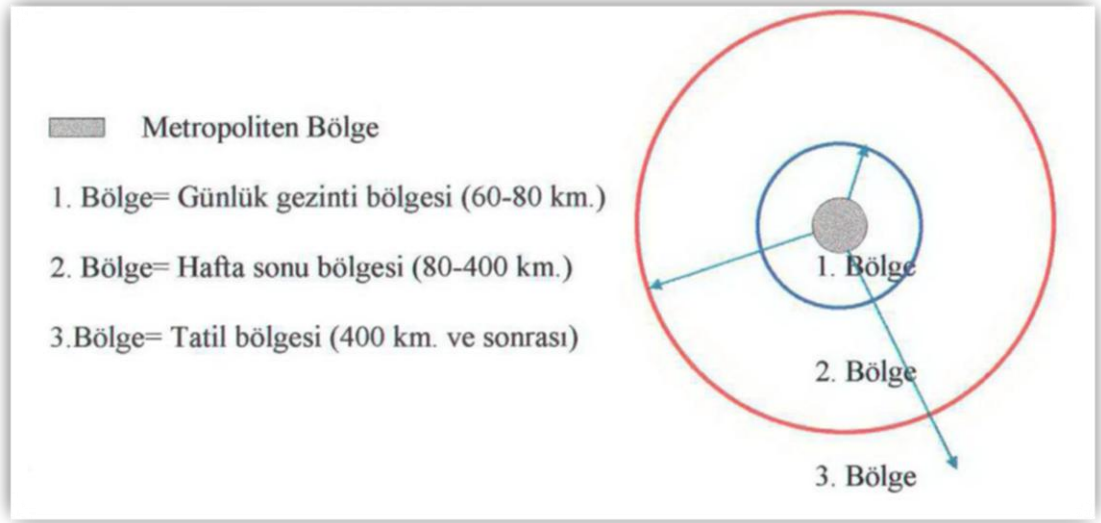 Metropoliten Bölge
1. Bölge= Günlük gezinti bölgesi (60-80 km.)
2. Bölge= Hafta sonu bölgesi (80-400 km.)
3.Bölge= Tatil bölgesi (400 km. ve sonrası)
1. Bölge
2. Bölge
3. Bölge